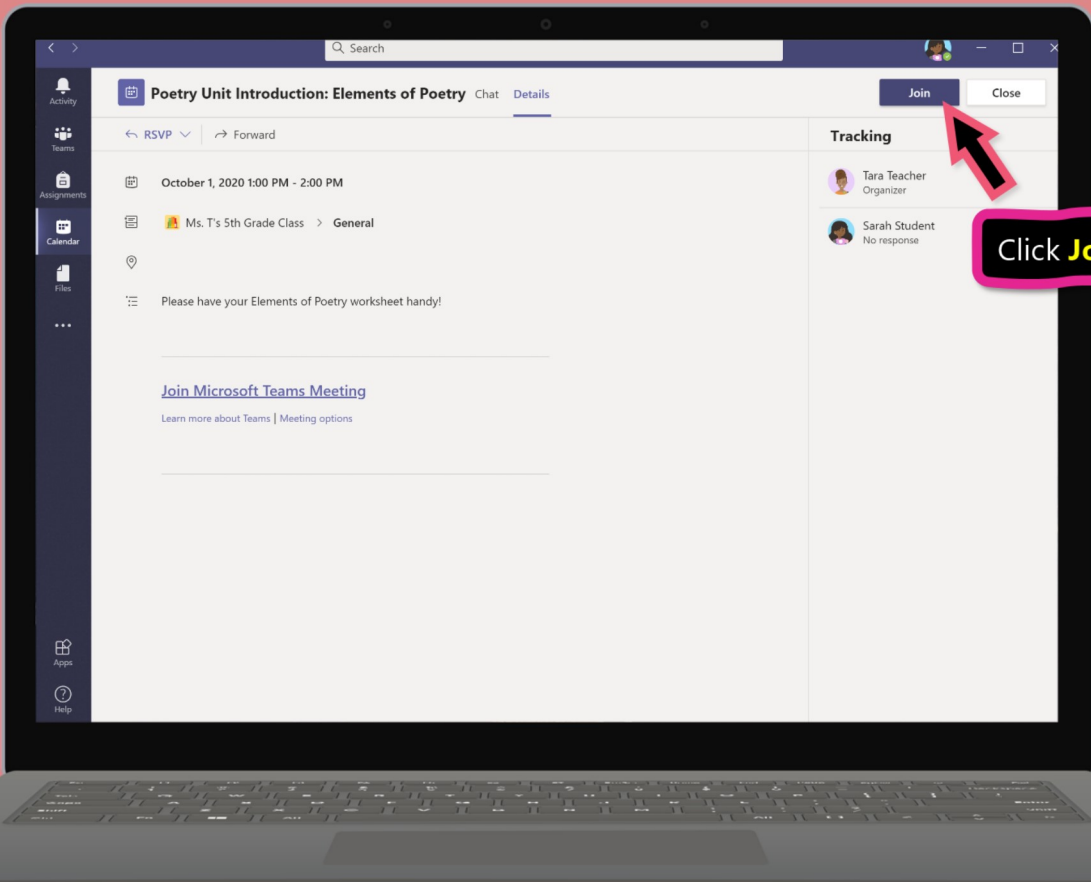 Search
Activity
Poetry Unit Introduction: Elements of Poetry Chat Details
Join
Close
Teams
RSVP
Forward
Tracking
Assignments
October 1, 2020 1:00 PM - 2:00 PM
Tara Teacher
Organizer
Calendar
Ms. T's 5th Grade Class > General
Sarah Student
No response
Click
Files
Please have your Elements of Poetry worksheet handy!
Join Microsoft Teams Meeting
Learn more about Teams | Meeting options
Apps
Help